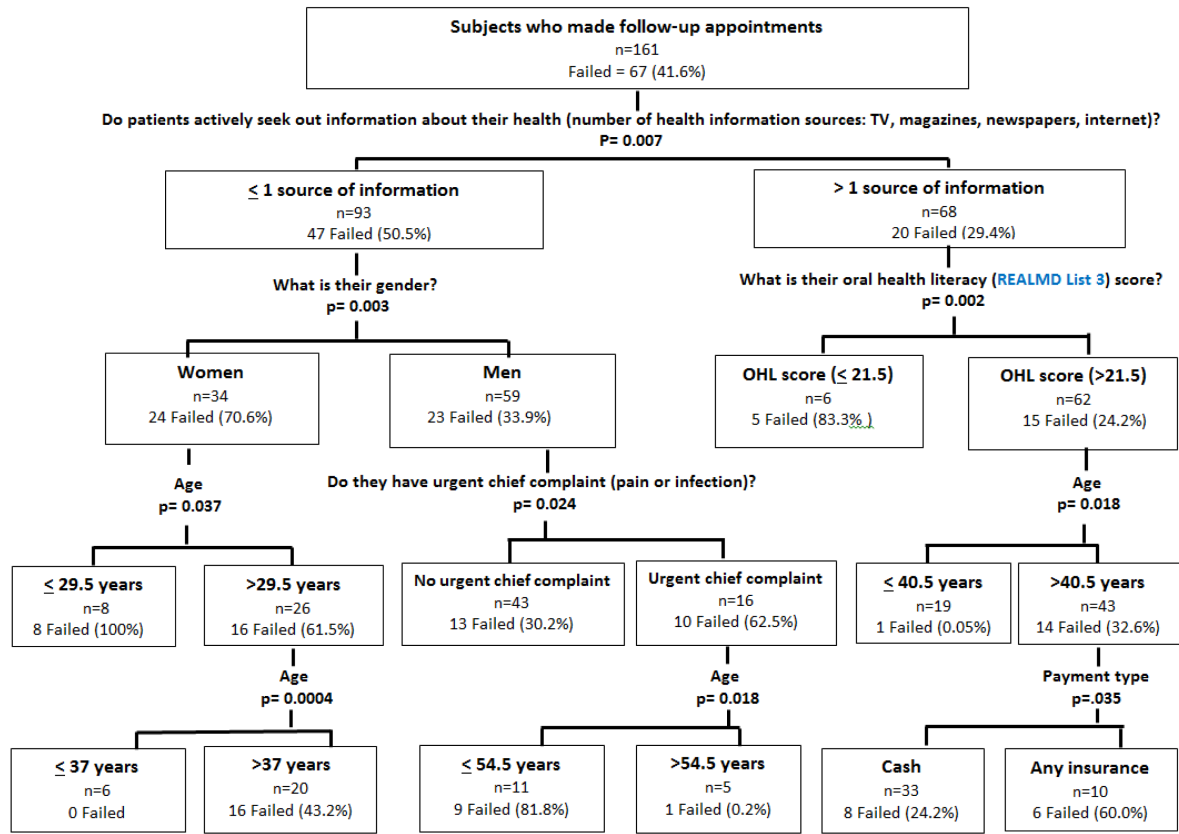 Subjects who made follow-up appointments
n=161
Failed = 67 (41.6%)
Do patients actively seek out information about their health (number of health information sources: TV, magazines, newspapers, internet)?
P= 0.007
≤ 1 source of information
n=93
47 Failed (50.5%)
> 1 source of information
n=68
20 Failed (29.4%)
What is their gender?
p= 0.003
What is their oral health literacy (REALMD List 3) score?
p= 0.002
Women
n=34
24 Failed (70.6%)
Men
n=59
23 Failed (33.9%)
OHL score (≤ 21.5)
n=6
5 Failed (83.3% )
OHL score (>21.5)
n=62
15 Failed (24.2%)
Age
p= 0.037
Do they have urgent chief complaint (pain or infection)?
p= 0.024
Age
p= 0.018
≤ 29.5 years
n=8
8 Failed (100%)
>29.5 years
n=26
16 Failed (61.5%)
No urgent chief complaint
n=43
13 Failed (30.2%)
Urgent chief complaint
n=16
10 Failed (62.5%)
≤ 40.5 years
n=19
1 Failed (0.05%)
>40.5 years
n=43
14 Failed (32.6%)
Age
p= 0.0004
Age
p= 0.018
Payment type
p=.035
≤ 37 years
n=6
0 Failed
>37 years
n=20
16 Failed (43.2%)
≤ 54.5 years
n=11
9 Failed (81.8%)
>54.5 years
n=5
1 Failed (0.2%)
Cash
n=33
8 Failed (24.2%)
Any insurance
n=10
6 Failed (60.0%)